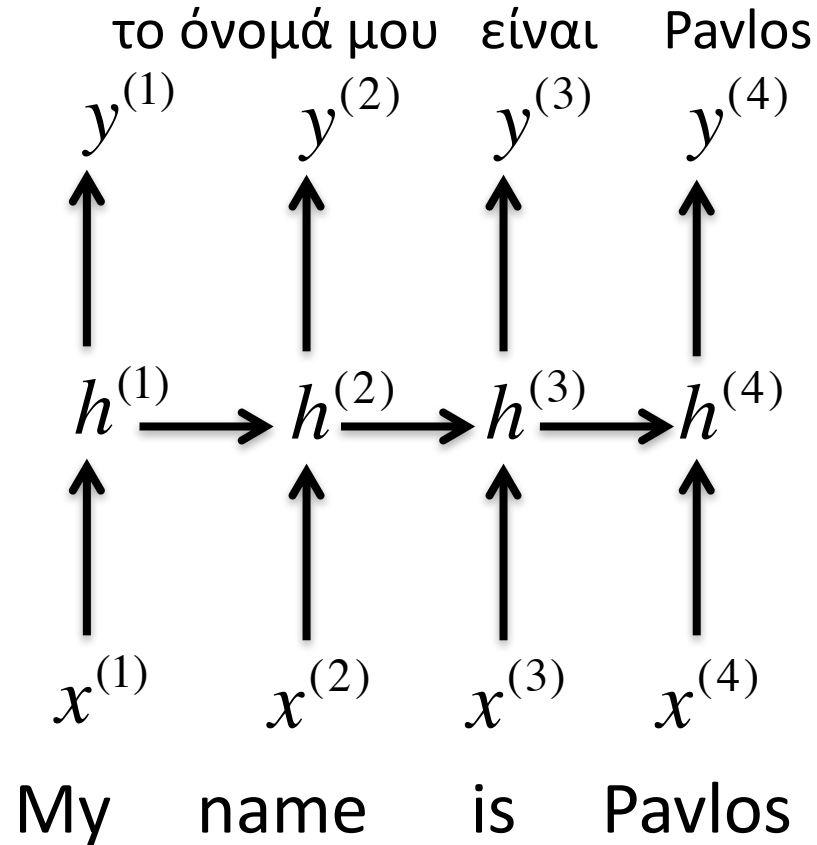 το όνομά μου είναι Pavlos
y(1) y(2) y(3) y(4)
h(1) h(2) h(3) h(4)
x(1) x(2) x(3) x(4)
My name is Pavlos